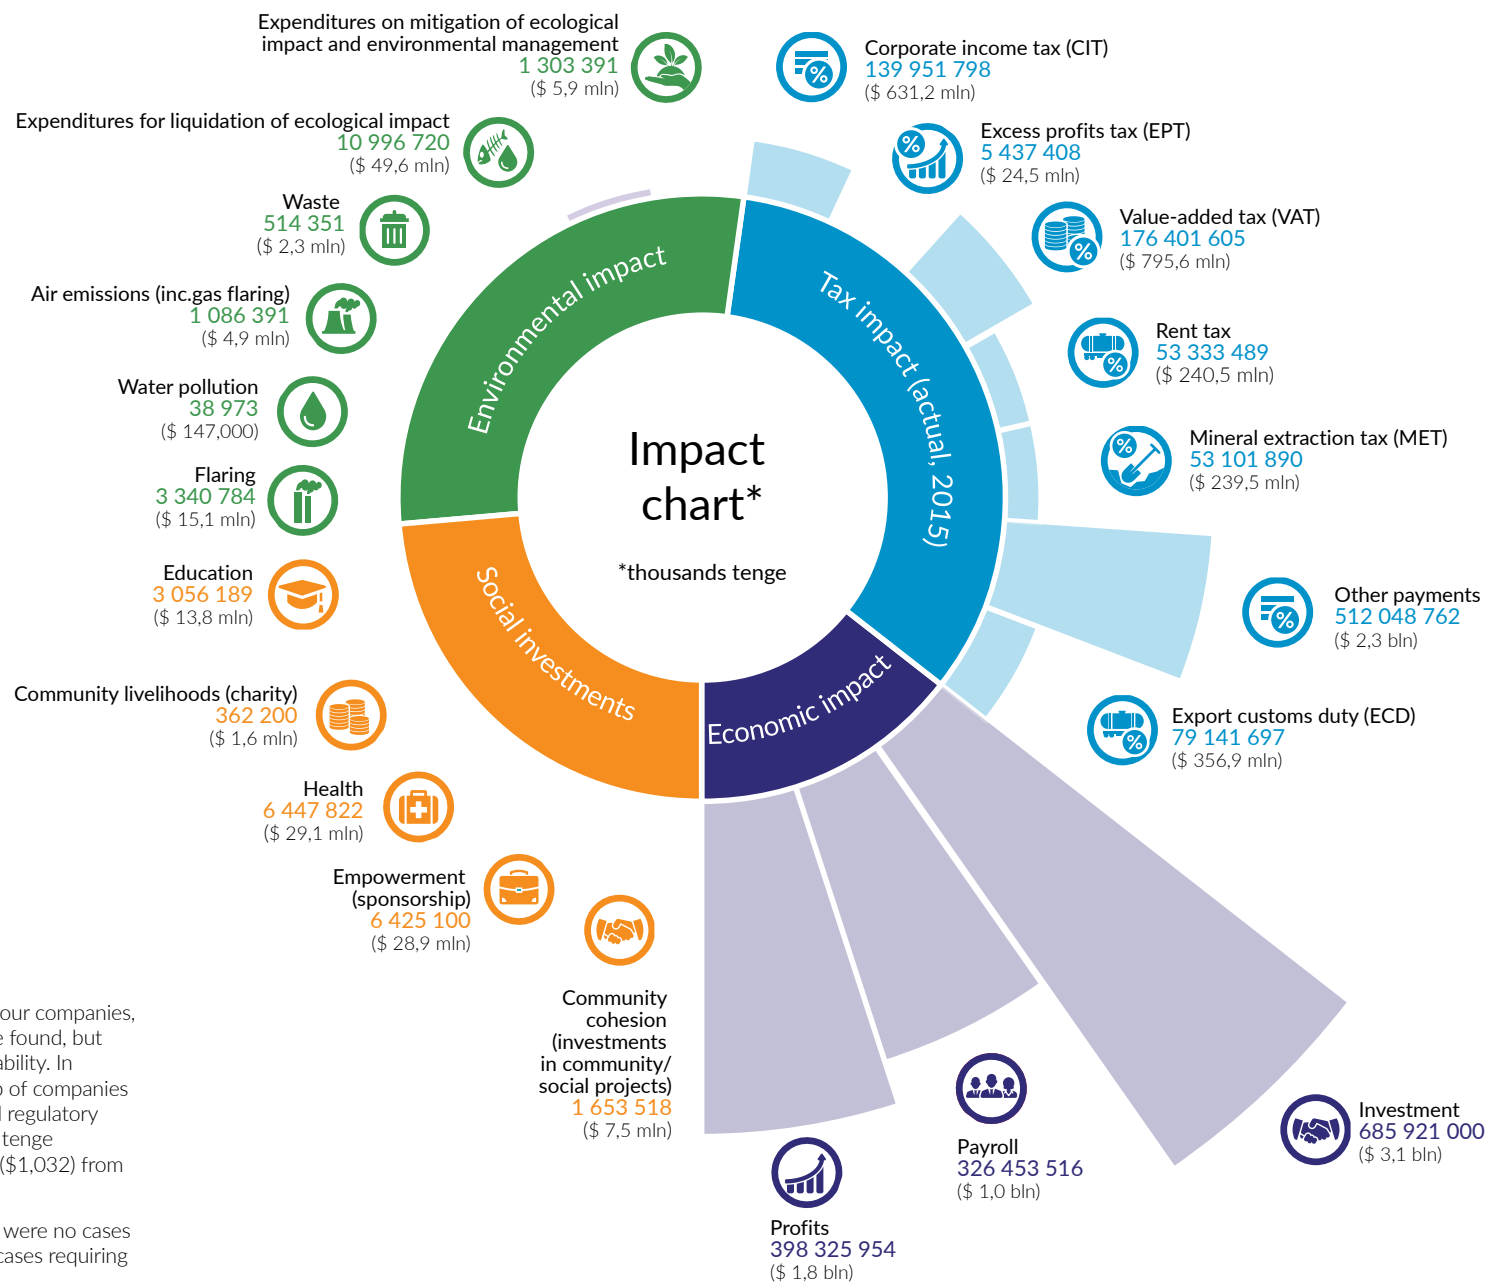 Expenditures on mitigation of ecological
impact and environmental management
1 303 391
($ 5,9 mln)
Expenditures for liquidation of ecological impact
10 996 720
($ 49,6 mln)
Waste
514 351
($ 2,3 mln)
Air emissions (inc.gas flaring)
1 086 391
($ 4,9 mln)
Water pollution
38 973
($ 147,000)
Flaring
3 340 784
($ 15,1 mln)
Education
3 056 189
($ 13,8 mln)
Community livelihoods (charity)
362 200
($ 1,6 mln)
Health
6 447 822
($ 29,1 mln)
Empowerment
(sponsorship)
6 425 100
($ 28,9 mln)
Community
cohesion
(investments
in community/
social projects)
1 653 518
($ 7,5 mln)
Corporate income tax (CIT)
139 951 798
($ 631,2 mln)
Excess profits tax (EPT)
5 437 408
($ 24,5 mln)
Value-added tax (VAT)
176 401 605
($ 795,6 mln)
Rent tax
53 333 489
($ 240,5 mln)
Mineral extraction tax (MET)
53 101 890
($ 239,5 mln)
Other payments
512 048 762
($ 2,3 bln)
Export customs duty (ECD)
79 141 697
($ 356,9 mln)
Investment
685 921 000
($ 3,1 bln)
Payroll
326 453 516
($ 1,0 bln)
Profits
398 325 954
($ 1,8 bln)
Environmental impact
Tax impact (actual, 2015)
Social investments
Economic impact
Impact
chart*
*thousands tenge
our companies,
found, but
ability. In
of companies
regulatory
tenge
($1,032) from
were no cases
cases requiring